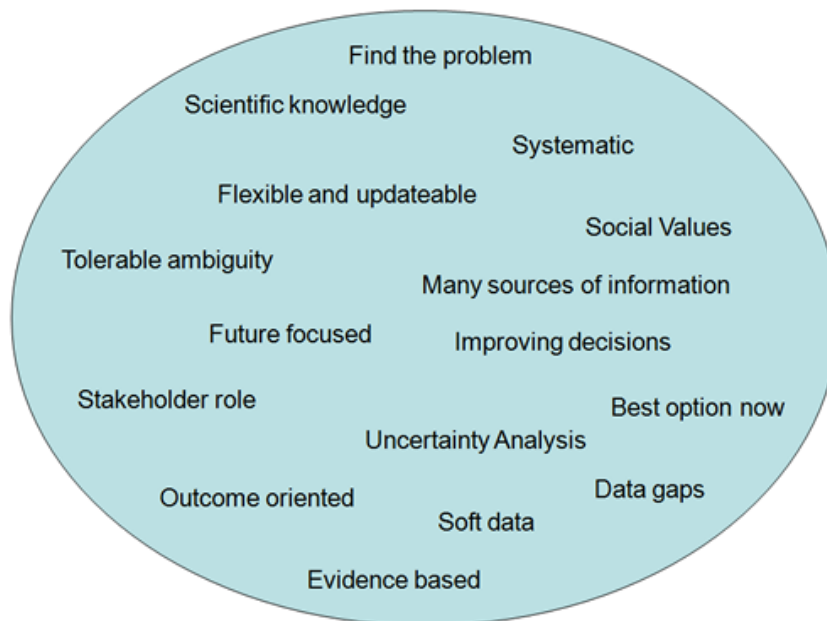 Find the problem
Scientific knowledge
Systematic
Flexible and updateable
Social Values
Tolerable ambiguity
Many sources of information
Future focused
Improving decisions
Stakeholder role
Best option now
Uncertainty Analysis
Data gaps
Outcome oriented
Soft data
Evidence based